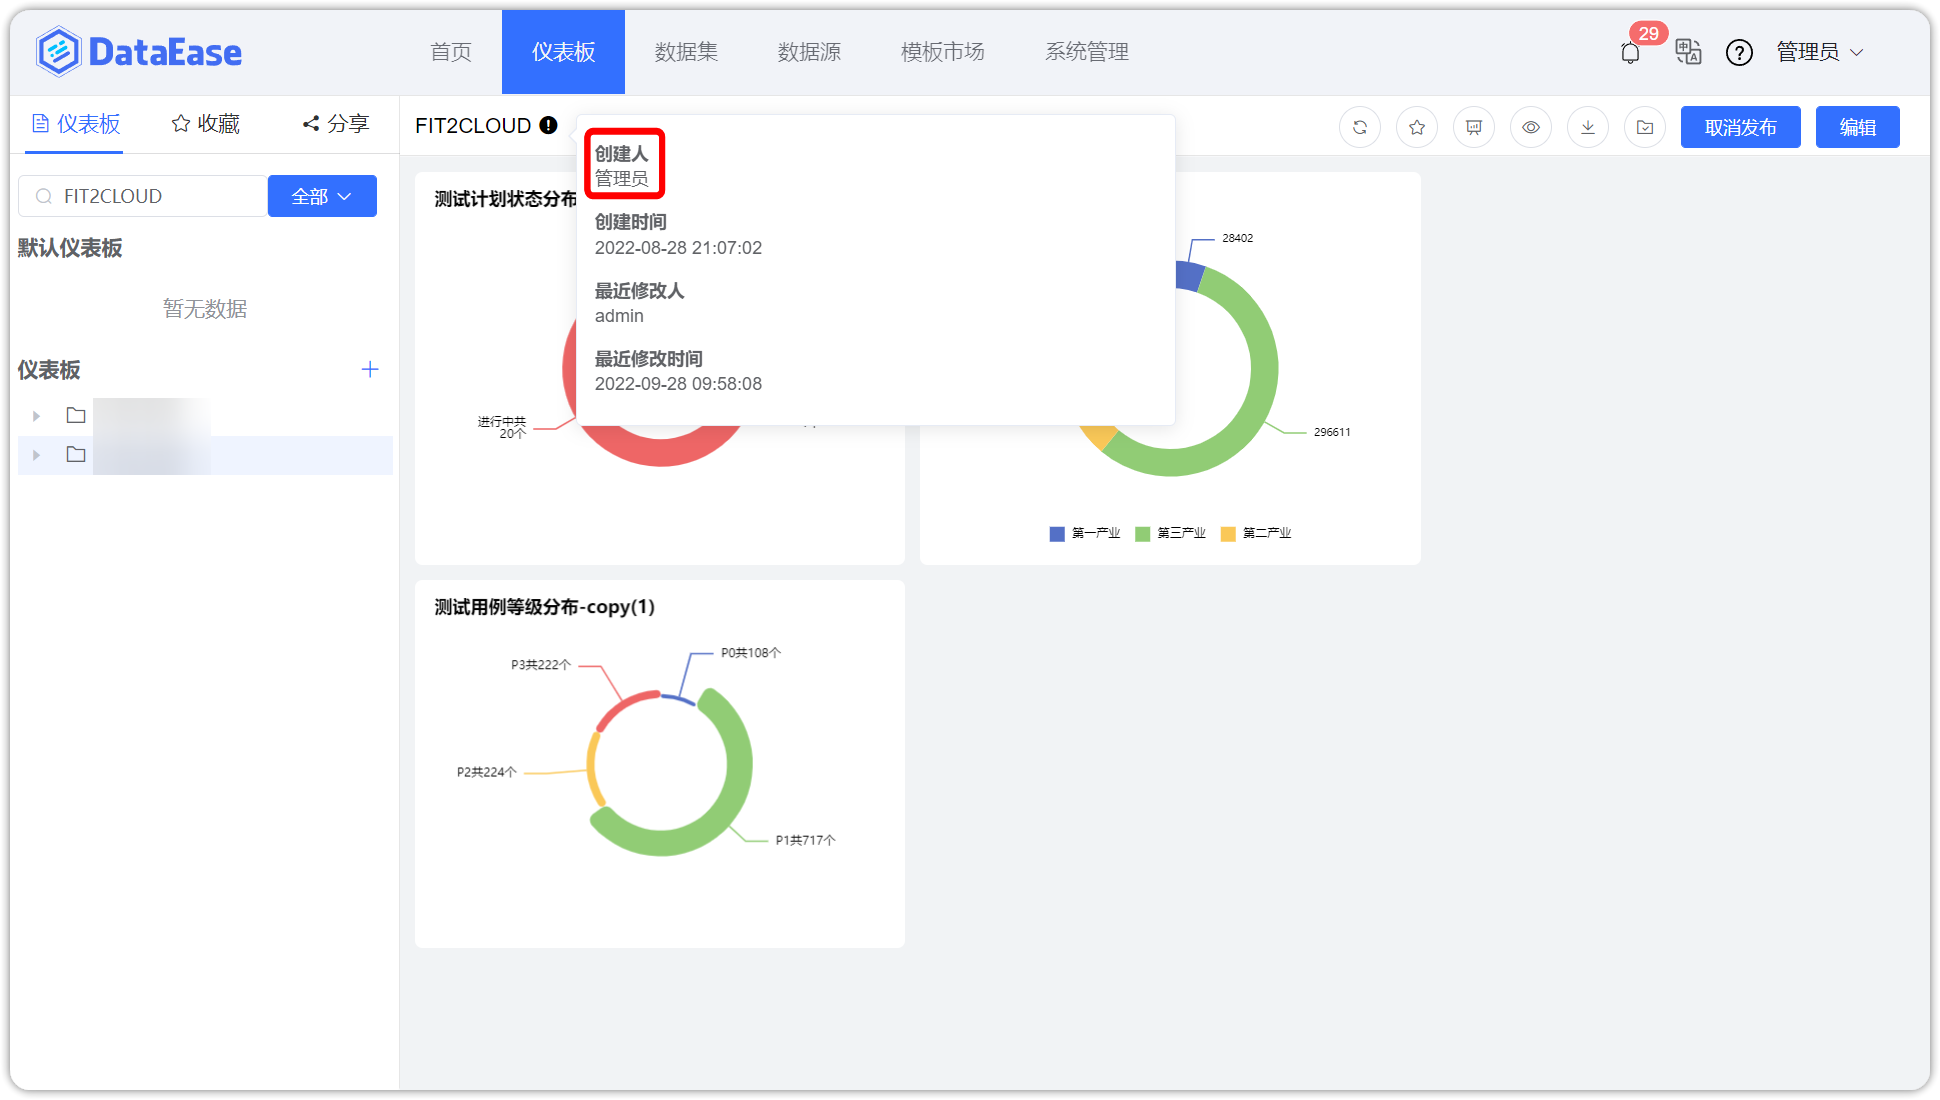 DataEase
首页
仪表板
数据集
数据源
模板市场
系统管理
29
管理员
仪表板
收藏
分享
FIT2CLOUD
取消发布
编辑
FIT2CLOUD
全部
默认仪表板
暂无数据
仪表板
创建人
管理员
创建时间
2022-08-28 21:07:02
最近修改人
admin
最近修改时间
2022-09-28 09:58:08
测试计划状态分布
进行中共
20个
28402
296611
第一产业
第三产业
第二产业
测试用例等级分布-copy(1)
P3共222个
P0共108个
P2共224个
P1共717个